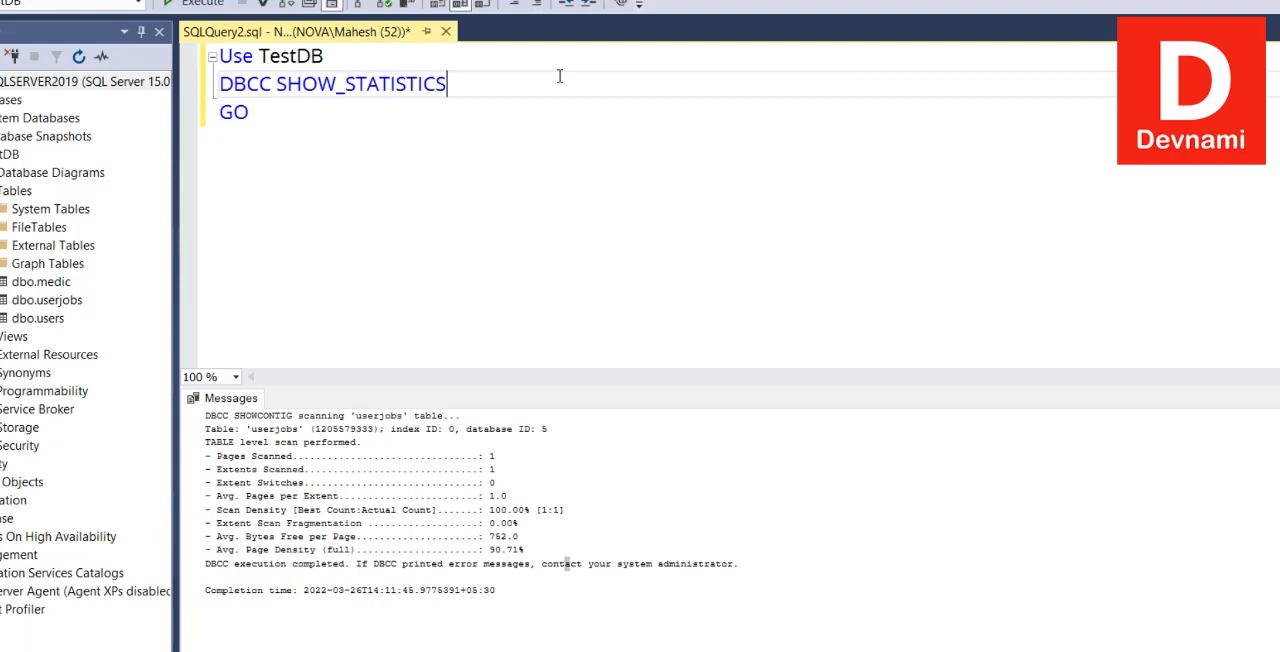 tDB
Execute
SQLQuery2.sql - N...(NOVA\Mahesh (52))*
Use TestDB
DBCC SHOW_STATISTICS
GO
D
Devnami
QLSERVER2019 (SQL Server 15.0
ases
tem Databases
abase Snapshots
tDB
Database Diagrams
Tables
System Tables
FileTables
External Tables
Graph Tables
dbo.medic
dbo.userjobs
dbo.users
Views
External Resources
Synonyms
Programmability
Service Broker
Storage
Security
ty
Objects
ation
se
s On High Availability
gement
ation Services Catalogs
erver Agent (Agent XPs disabled
t Profiler
100 %
Messages
DBCC SHOWCONTIG scanning 'userjobs' table...
Table: 'userjobs' (1205579333); index ID: 0, database ID: 5
TABLE level scan performed.
- Pages Scanned................................: 1
- Extents Scanned..............................: 1
- Extent Switches..............................: 0
- Avg. Pages per Extent........................: 1.0
- Scan Density [Best Count:Actual Count].......: 100.00% [1:1]
- Extent Scan Fragmentation ...................: 0.00%
- Avg. Bytes Free per Page.....................: 752.0
- Avg. Page Density (full).....................: 90.71%
DBCC execution completed. If DBCC printed error messages, contact your system administrator.
Completion time: 2022-03-26T14:11:45.9775391+05:30